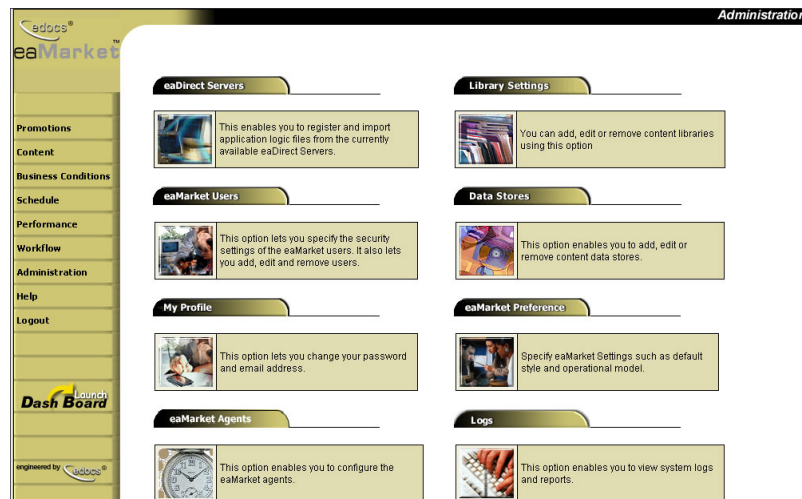 Administration
edocs®
eaMarket™
Promotions
Content
Business Conditions
Schedule
Performance
Workflow
Administration
Help
Logout
Launch
Dash Board
engineered by edocs®
eaDirect Servers
This enables you to register and import
application logic files from the currently
available eaDirect Servers.
Library Settings
You can add, edit or remove content libraries
using this option
eaMarket Users
This option lets you specify the security
settings of the eaMarket users. It also lets
you add, edit and remove users.
Data Stores
This option enables you to add, edit or
remove content data stores.
My Profile
This option lets you change your password
and email address.
eaMarket Preference
Specify eaMarket Settings such as default
style and operational model.
eaMarket Agents
This option enables you to configure the
eaMarket agents.
Logs
This option enables you to view system logs
and reports.